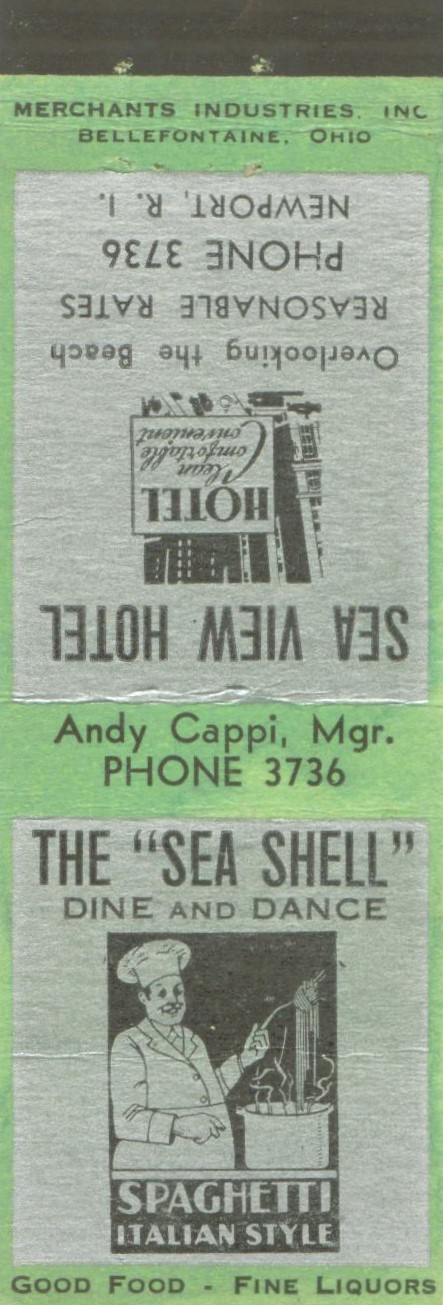 MERCHANTS INDUSTRIES, INC
BELLEFONTAINE, OHIO
SEA VIEW HOTEL
HOTEL
Clean
Comfortable
Convenient
Overlooking the Beach
REASONABLE RATES
PHONE 3736
NEWPORT, R. I.
Andy Cappi, Mgr.
PHONE 3736
THE "SEA SHELL"
DINE AND DANCE
SPAGHETTI
ITALIAN STYLE
GOOD FOOD - FINE LIQUORS